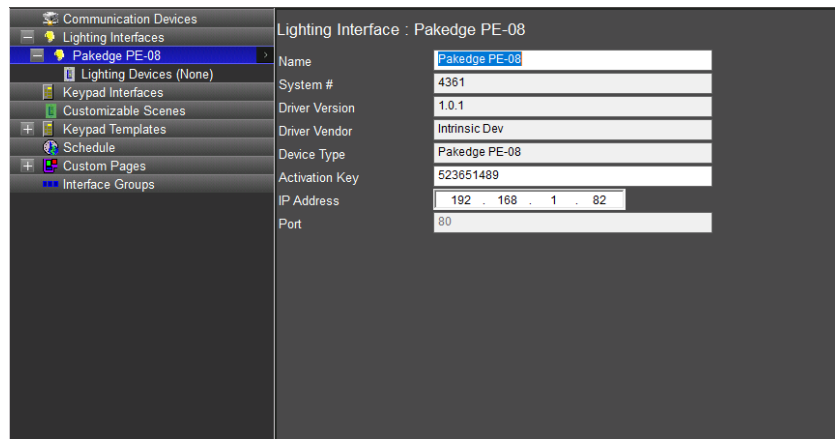 Communication Devices
Lighting Interfaces
Pakedge PE-08
Lighting Devices (None)
Keypad Interfaces
Customizable Scenes
Keypad Templates
Schedule
Custom Pages
Interface Groups
Lighting Interface : Pakedge PE-08
Name Pakedge PE-08
System # 4361
Driver Version 1.0.1
Driver Vendor Intrinsic Dev
Device Type Pakedge PE-08
Activation Key 523651489
IP Address 192 . 168 . 1 . 82
Port 80